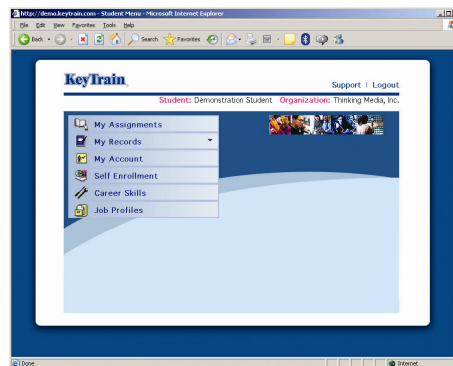 http://demo.keytrain.com - Student Menu - Microsoft Internet Explorer
File Edit View Favorites Tools Help
Back Search Favorites
KeyTrain
Support | Logout
Student: Demonstration Student Organization: Thinking Media, Inc.
My Assignments
My Records
My Account
Self Enrollment
Career Skills
Job Profiles
Done Internet